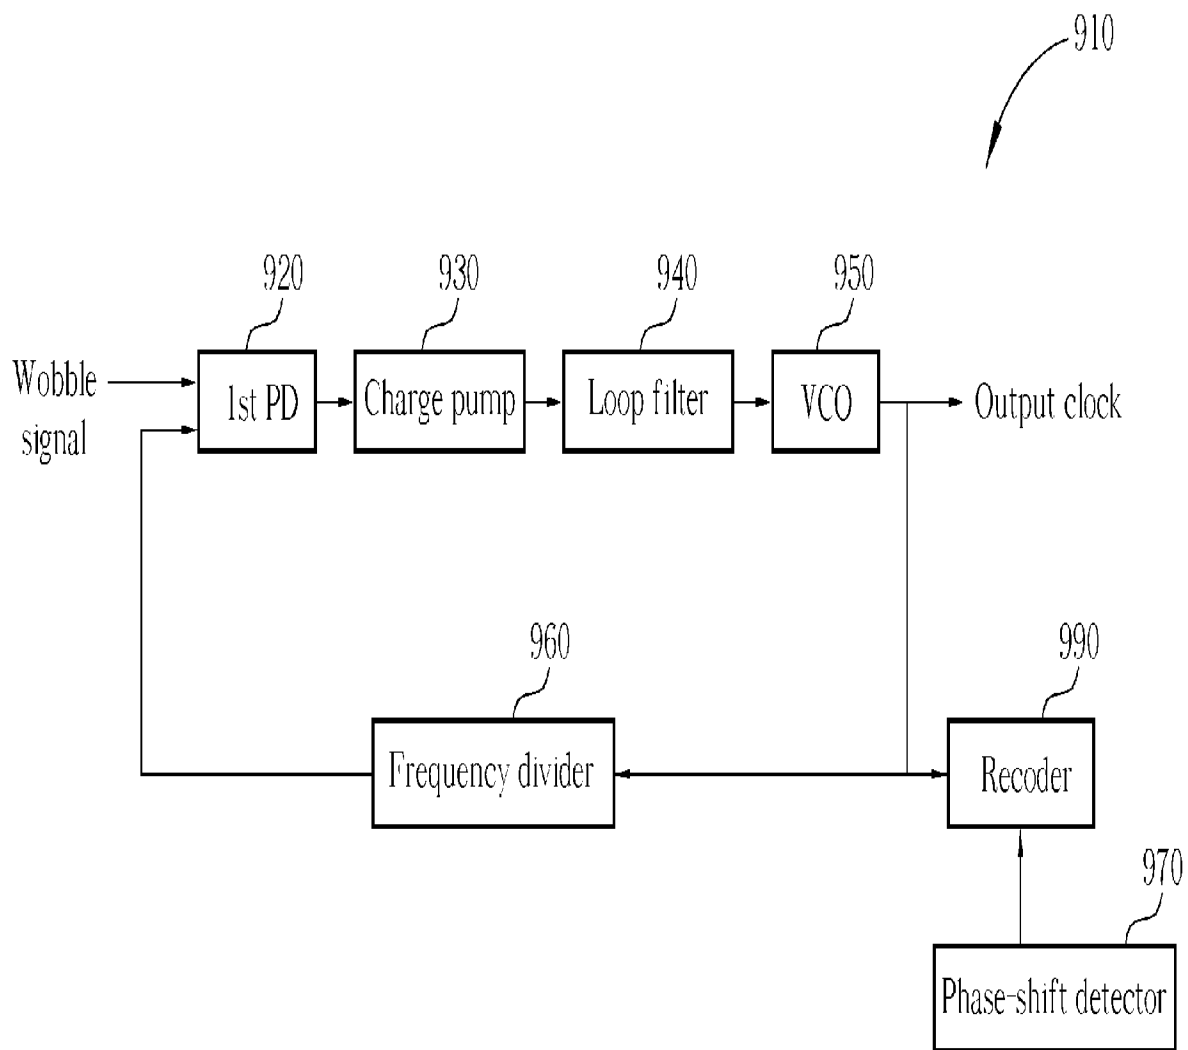 910
920
930
940
950
Wobble
signal
1st PD
Charge pump
Loop filter
VCO
Output clock
960
990
Frequency divider
Recoder
970
Phase-shift detector